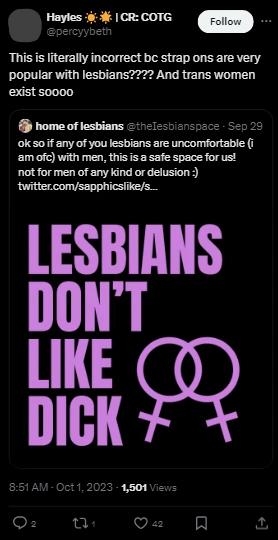 Hayles ☀️🌟 | CR: COTG
@percyybeth
Follow
This is literally incorrect bc strap ons are very
popular with lesbians???? And trans women
exist soooo
home of lesbians @thelesbianspace · Sep 29
ok so if any of you lesbians are uncomfortable (i
am ofc) with men, this is a safe space for us!
not for men of any kind or delusion :)
twitter.com/sapphicslike/s...
LESBIANS
DON'T
LIKE
DICK
8:51 AM · Oct 1, 2023 · 1,501 Views
2 1 42